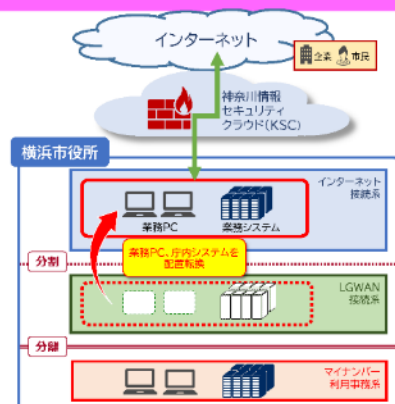 インターネット
企業
市民
神奈川情報
セキュリティ
クラウド(KSC)
横浜市役所
インターネット
接続系
業務PC
業務システム
業務PC、庁内システムを
配置転換
分割
LGWAN
接続系
分離
マイナンバー
利用事務系